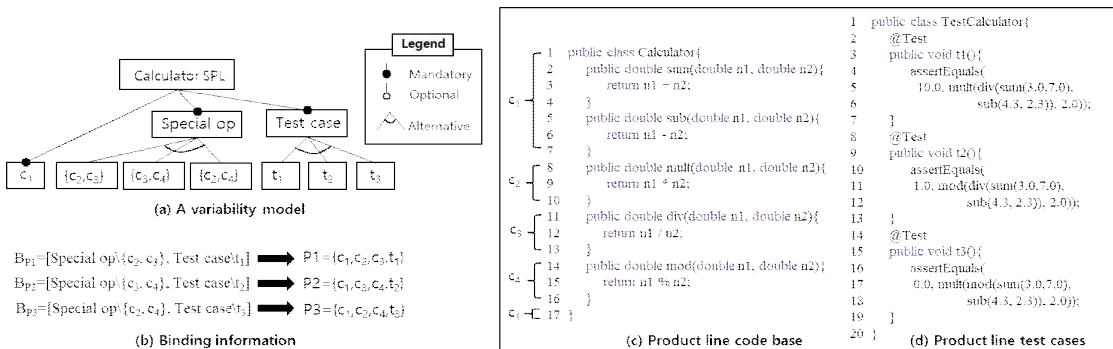 Calculator SPL
Special op
Test case
c1
{c2,c3}
{c3,c4}
{c2,c4}
t1
t2
t3
Legend
Mandatory
Optional
Alternative
(a) A variability model
BP1=[Special op\{c2, c3}, Test case\t1] P1={c1,c2,c3,t1}
BP2=[Special op\{c3, c4}, Test case\t2] P2={c1,c3,c4,t2}
BP3=[Special op\{c2, c4}, Test case\t3] P3={c1,c2,c4,t3}
(b) Binding information
c1
c2
c3
c4
c1
1 public class Calculator{
2 public double sum(double n1, double n2){
3 return n1 + n2;
4 }
5 public double sub(double n1, double n2){
6 return n1 - n2;
7 }
8 public double mult(double n1, double n2){
9 return n1 * n2;
10 }
11 public double div(double n1, double n2){
12 return n1 / n2;
13 }
14 public double mod(double n1, double n2){
15 return n1 % n2;
16 }
17 }
(c) Product line code base
1 public class TestCalculator{
2 @Test
3 public void t1(){
4 assertEquals(
5 10.0, mult(div(sum(3.0,7.0),
6 sub(4.3, 2.3)), 2.0));
7 }
8 @Test
9 public void t2(){
10 assertEquals(
11 1.0, mod(div(sum(3.0,7.0),
12 sub(4.3, 2.3)), 2.0));
13 }
14 @Test
15 public void t3(){
16 assertEquals(
17 0.0, mult(mod(sum(3.0,7.0),
18 sub(4.3, 2.3)), 2.0));
19 }
20 }
(d) Product line test cases